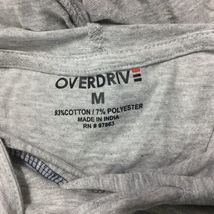 OVERDRIVE
M
93%COTTON / 7% POLYESTER
MADE IN INDIA
RN # 97863